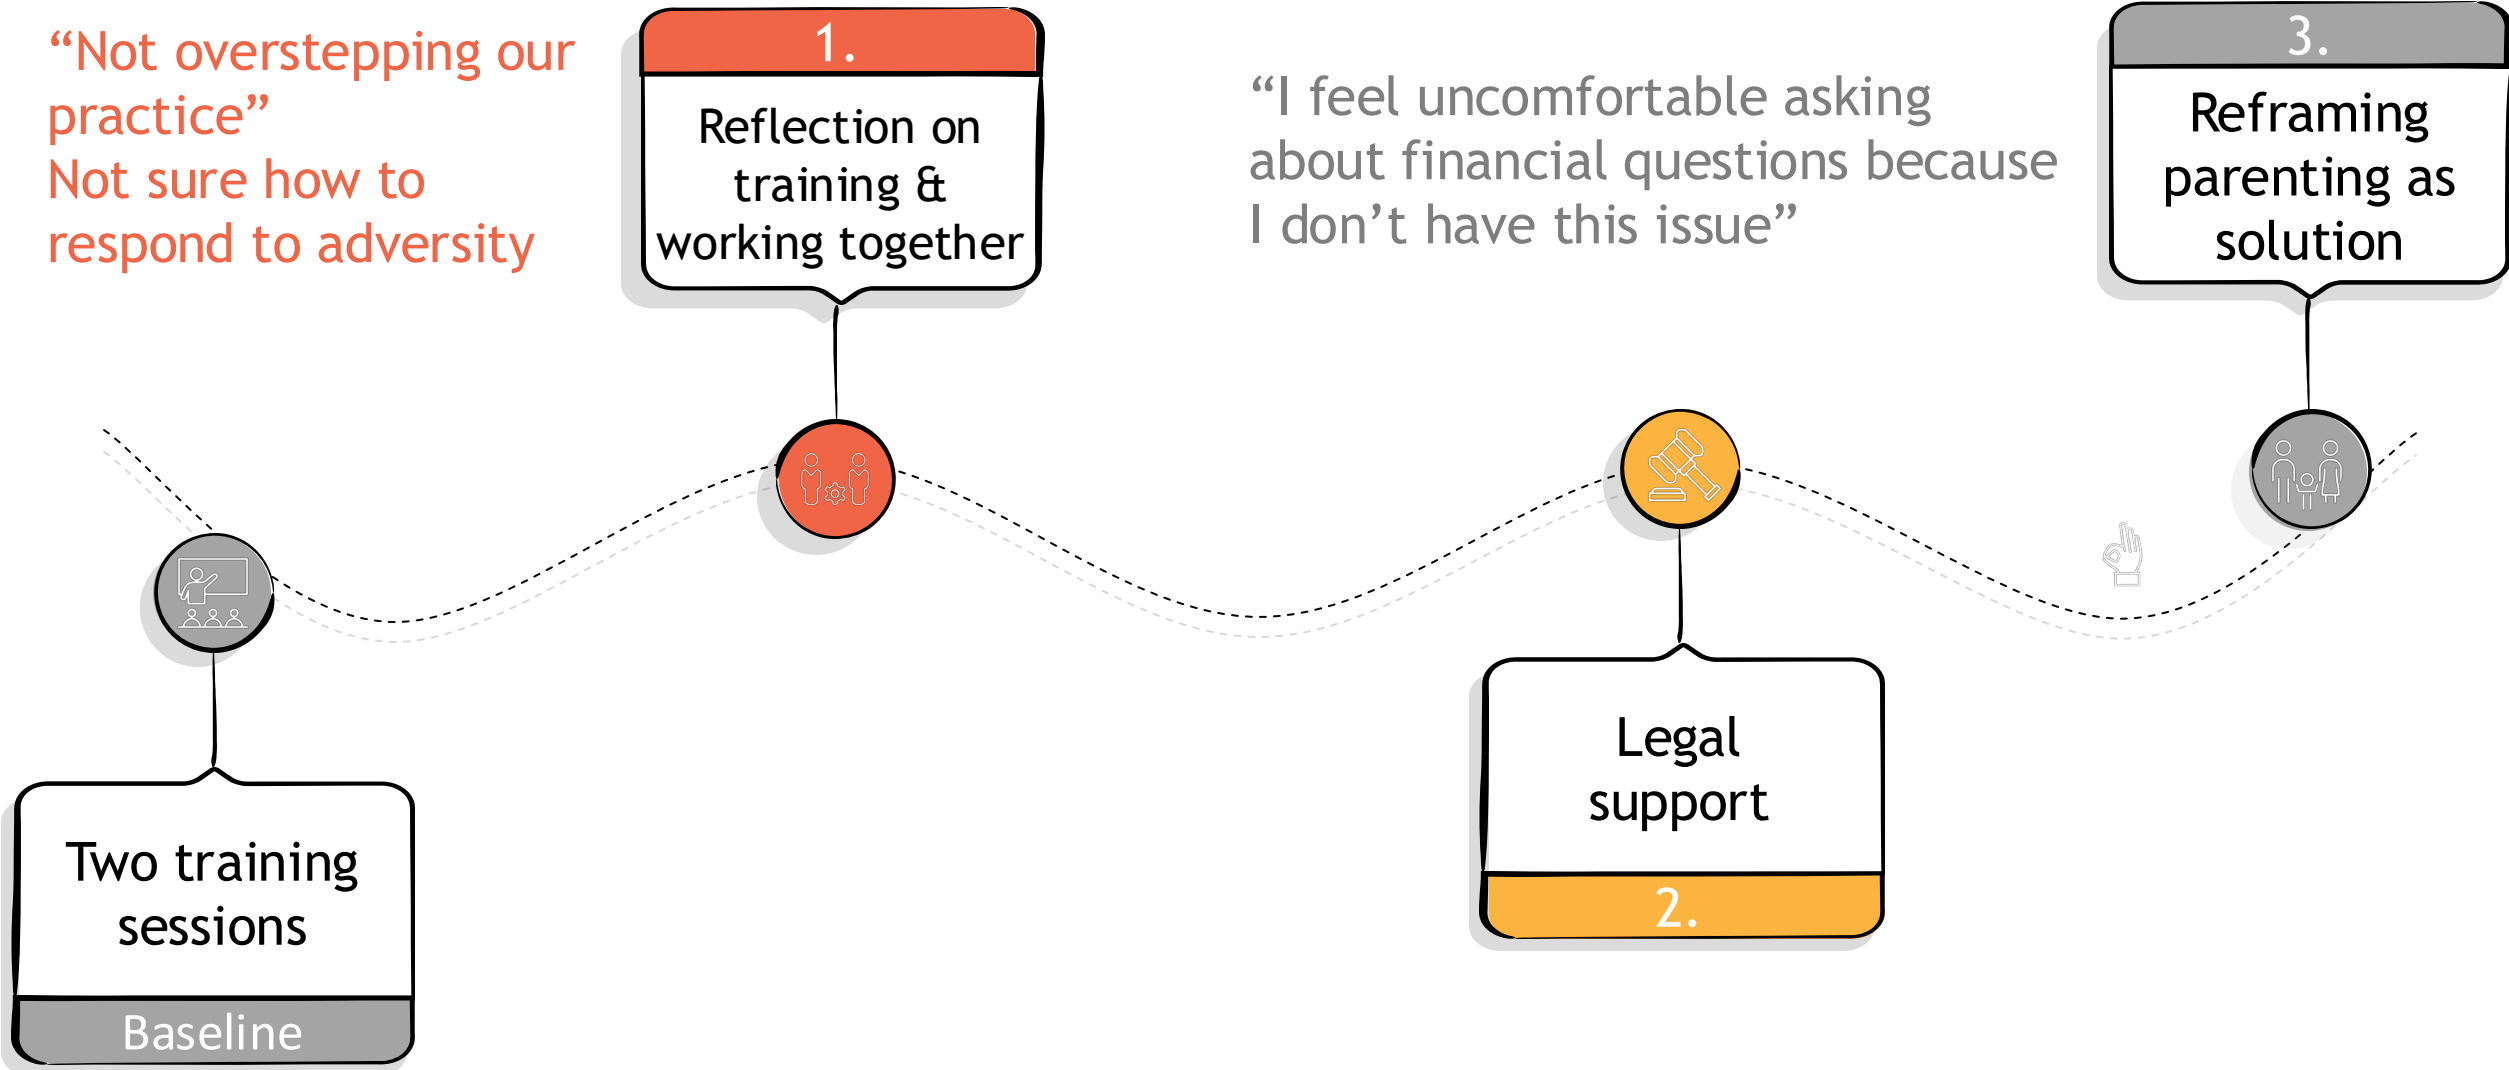 “Not overstepping our
practice”
Not sure how to
respond to adversity
1.
Reflection on
training &
working together
“I feel uncomfortable asking
about financial questions because
I don’t have this issue”
3.
Reframing
parenting as
solution
Two training
sessions
Baseline
Legal
support
2.